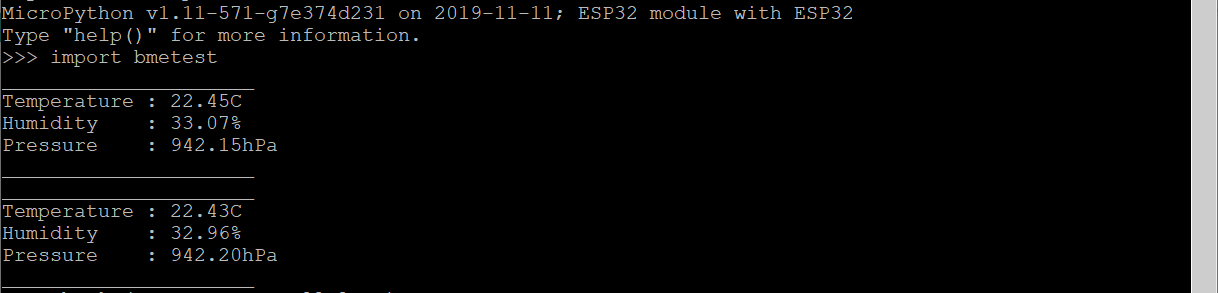 MicroPython v1.11-571-g7e374d231 on 2019-11-11; ESP32 module with ESP32
Type "help()" for more information.
>>> import bmetest
_____________________
Temperature : 22.45C
Humidity    : 33.07%
Pressure    : 942.15hPa
_____________________
_____________________
Temperature : 22.43C
Humidity    : 32.96%
Pressure    : 942.20hPa
_____________________